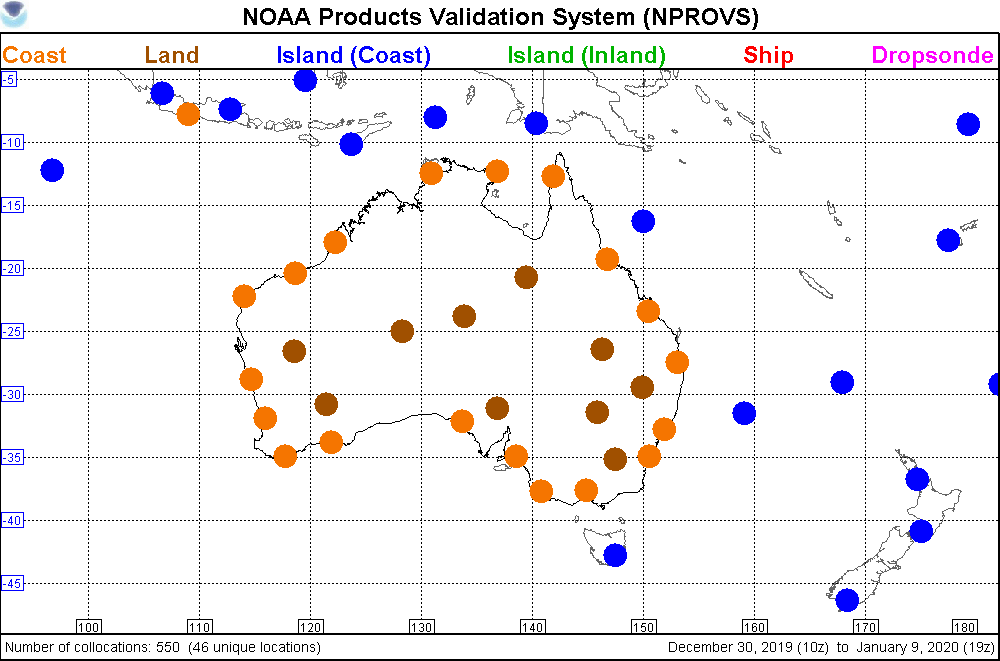 NOAA Products Validation System (NPROVS)
Coast Land Island (Coast) Island (Inland) Ship Dropsonde
-5
-10
-15
-20
-25
-30
-35
-40
-45
100 110 120 130 140 150 160 170 180
Number of collocations: 550 (46 unique locations) December 30, 2019 (10z) to January 9, 2020 (19z)